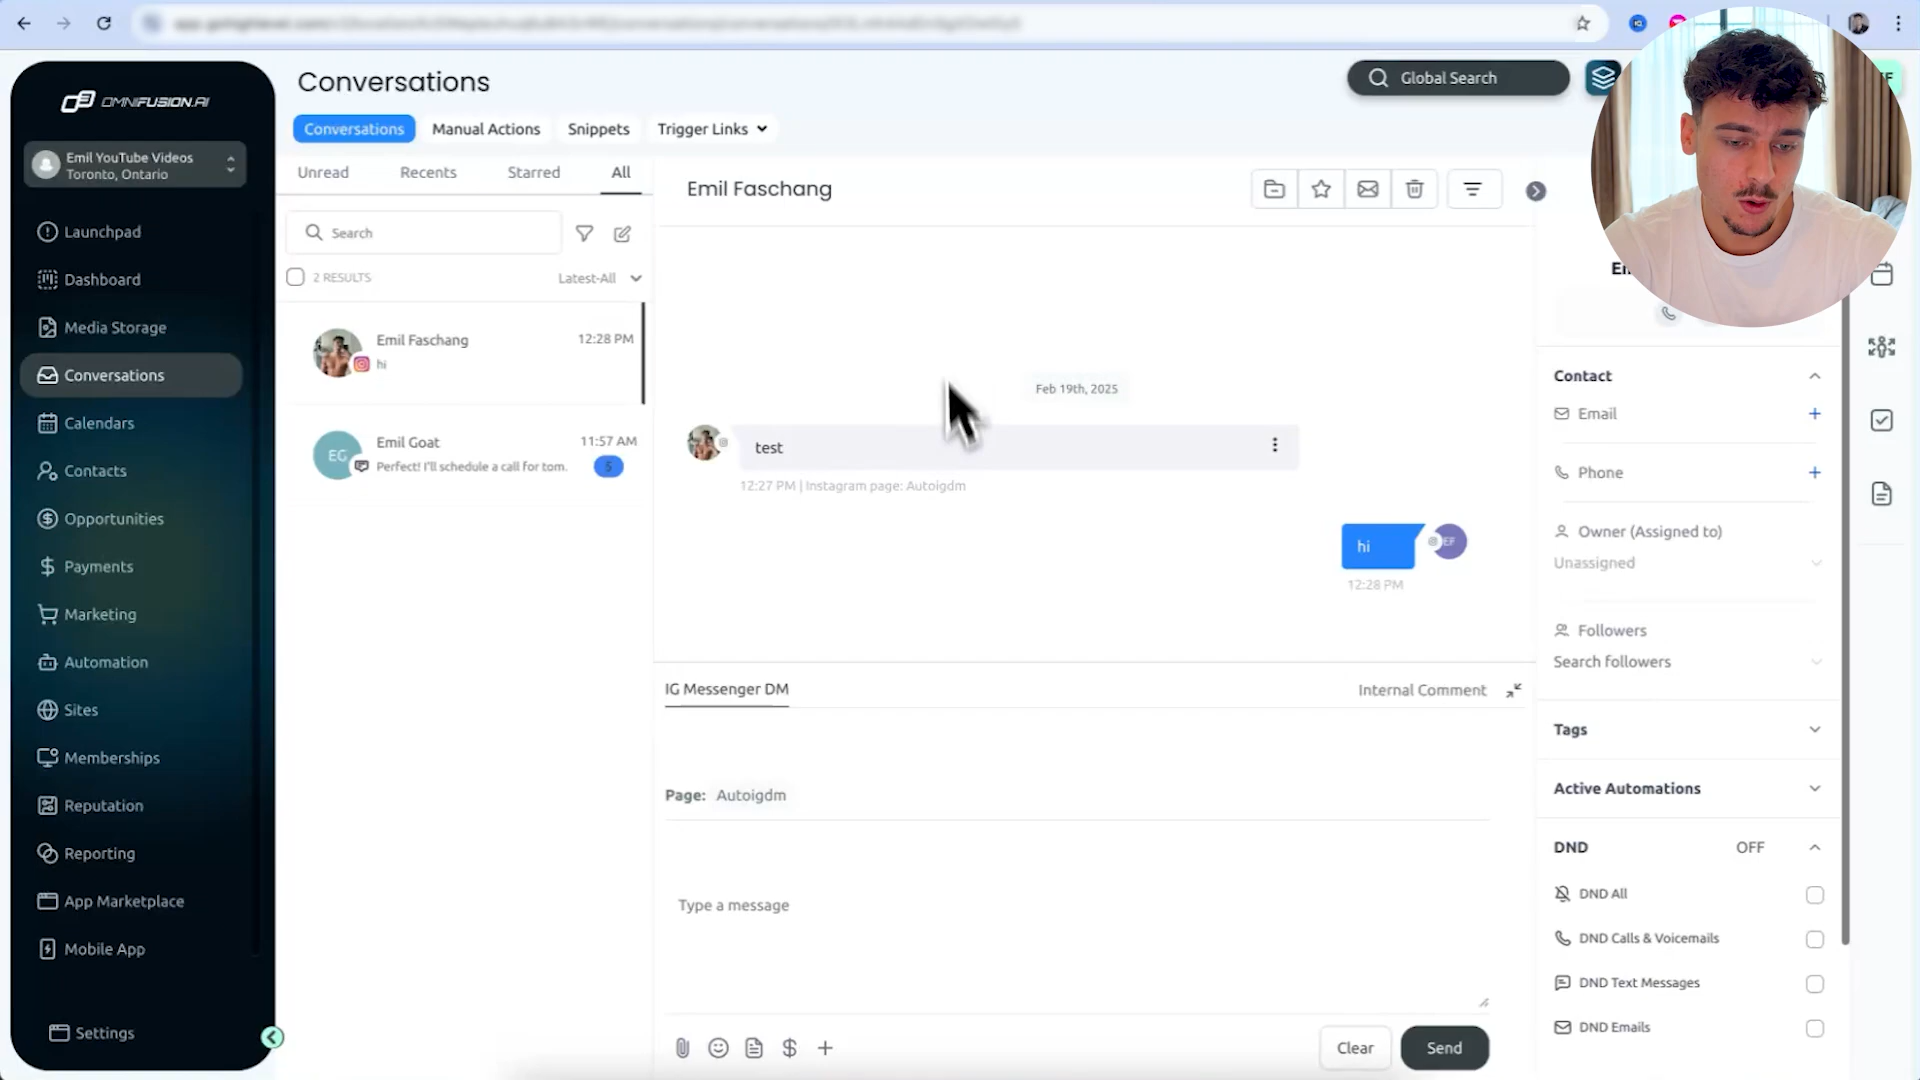 Conversations
Global Search
OMNIFUSION.AI
Conversations
Manual Actions
Snippets
Trigger Links
Emil YouTube Videos
Toronto, Ontario
Unread
Recents
Starred
All
Emil Faschang
Launchpad
Search
Dashboard
2 RESULTS
Latest-All
Media Storage
Emil Faschang
12:28 PM
hi
Conversations
Feb 19th, 2025
Contact
Email
Calendars
Emil Goat
11:57 AM
EG
Perfect! I'll schedule a call for tom.
5
test
Contacts
12:27 PM | Instagram page: Autoigdm
Phone
Opportunities
hi
EF
12:28 PM
Owner (Assigned to)
Unassigned
Payments
Marketing
Followers
Search followers
Automation
IG Messenger DM
Internal Comment
Sites
Tags
Memberships
Page: Autoigdm
Active Automations
Reputation
DND
OFF
Reporting
Type a message
DND All
App Marketplace
DND Calls & Voicemails
Mobile App
DND Text Messages
DND Emails
Settings
Clear
Send